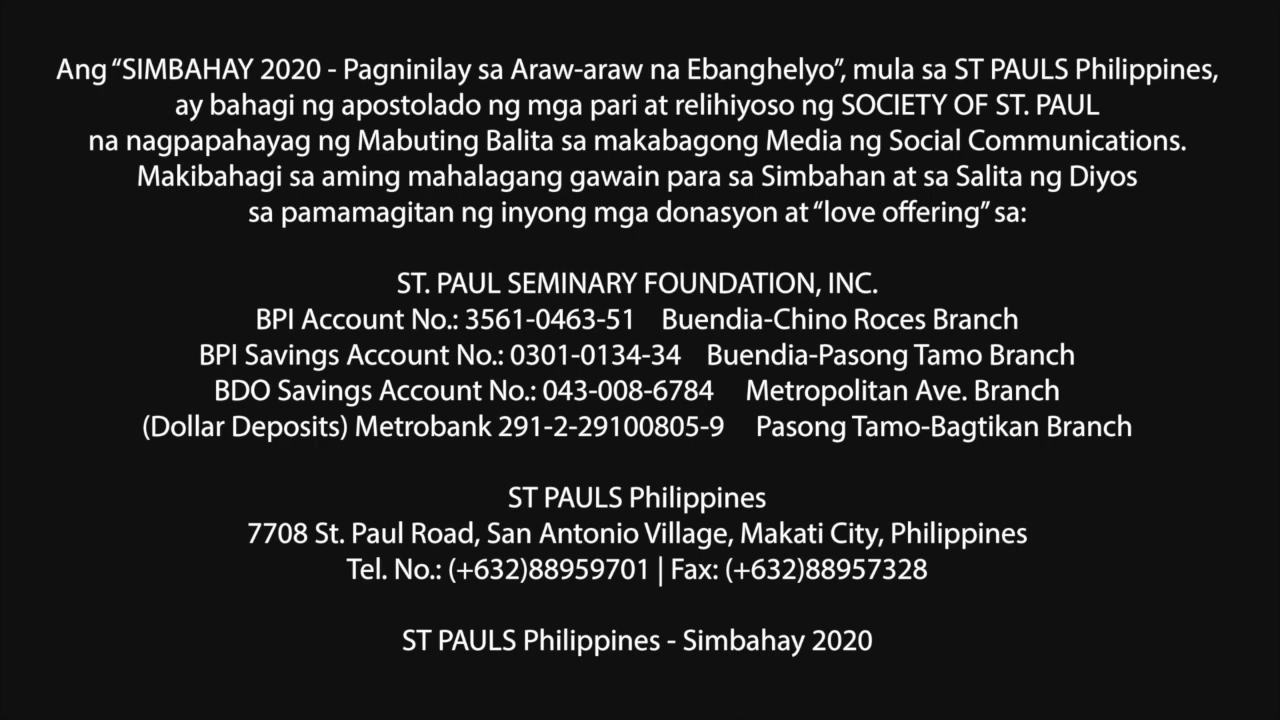 Ang “SIMBAHAY 2020 - Pagninilay sa Araw-araw na Ebanghelyo”, mula sa ST PAULS Philippines,
ay bahagi ng apostolado ng mga pari at relihiyoso ng SOCIETY OF ST. PAUL
na nagpapahayag ng Mabuting Balita sa makabagong Media ng Social Communications.
Makibahagi sa aming mahalagang gawain para sa Simbahan at sa Salita ng Diyos
sa pamamagitan ng inyong mga donasyon at “love offering” sa:
ST. PAUL SEMINARY FOUNDATION, INC.
BPI Account No.: 3561-0463-51 Buendia-Chino Roces Branch
BPI Savings Account No.: 0301-0134-34 Buendia-Pasong Tamo Branch
BDO Savings Account No.: 043-008-6784 Metropolitan Ave. Branch
(Dollar Deposits) Metrobank 291-2-29100805-9 Pasong Tamo-Bagtikan Branch
ST PAULS Philippines
7708 St. Paul Road, San Antonio Village, Makati City, Philippines
Tel. No.: (+632)88959701 | Fax: (+632)88957328
ST PAULS Philippines - Simbahay 2020